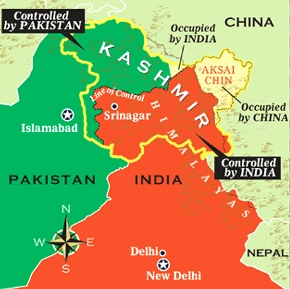 Controlled
by PAKISTAN
Occupied
by INDIA
CHINA
KASHMIR
AKSAI
CHIN
Line of Control
Srinagar
Occupied
by CHINA
Islamabad
HIMALAYAS
Controlled
by INDIA
PAKISTAN
INDIA
N
W
E
S
NEPAL
Delhi
New Delhi